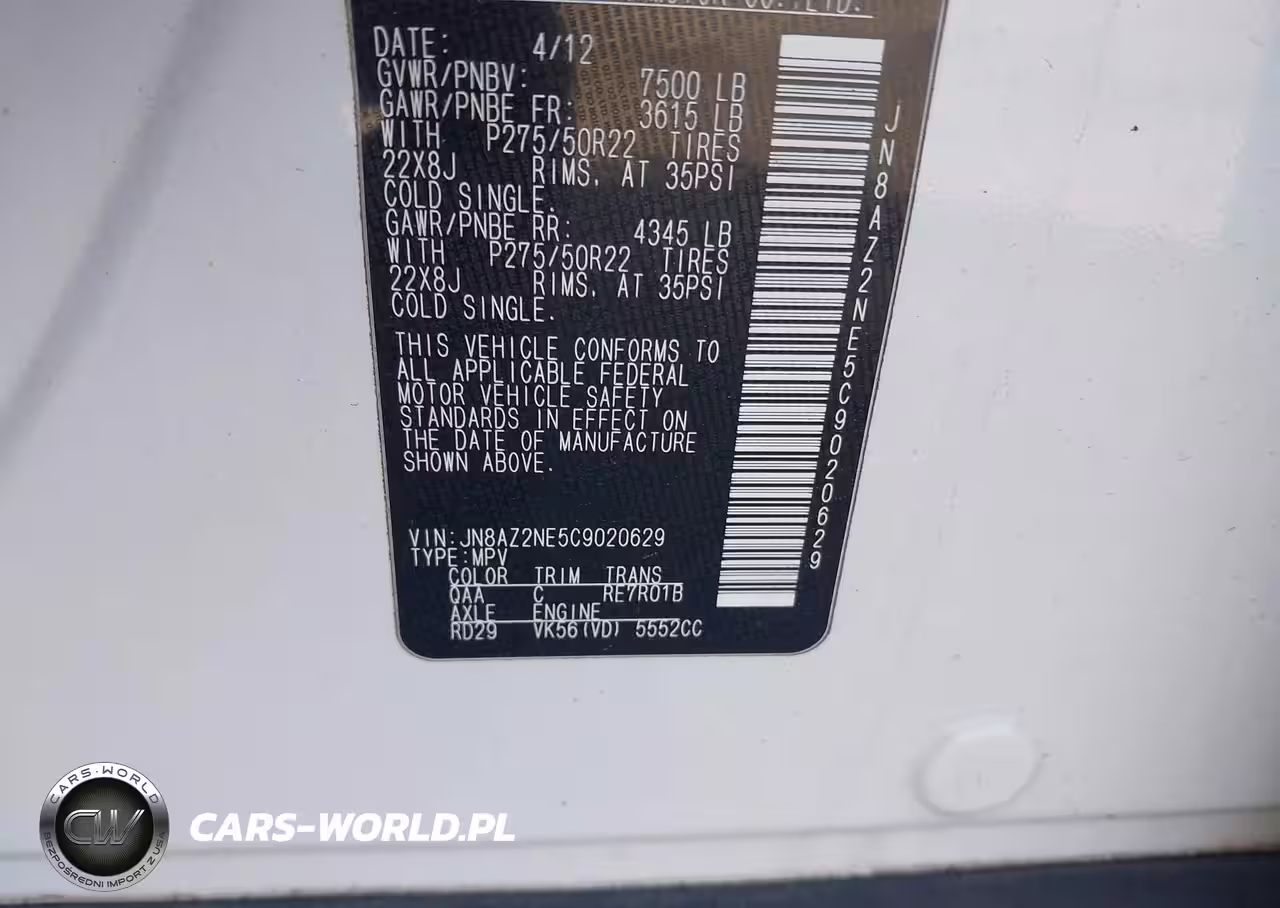 MOTOR CO.,LTD.
DATE: 4/12
GVWR/PNBV: 7500 LB
GAWR/PNBE FR: 3615 LB
WITH P275/50R22 TIRES
22X8J RIMS, AT 35PSI
COLD SINGLE.
GAWR/PNBE RR: 4345 LB
WITH P275/50R22 TIRES
22X8J RIMS, AT 35PSI
COLD SINGLE.
THIS VEHICLE CONFORMS TO
ALL APPLICABLE FEDERAL
MOTOR VEHICLE SAFETY
STANDARDS IN EFFECT ON
THE DATE OF MANUFACTURE
SHOWN ABOVE.
VIN:JN8AZ2NE5C9020629
TYPE:MPV
COLOR TRIM TRANS
QAA C RE7R01B
AXLE ENGINE
RD29 VK56(VD) 5552CC
JN8AZ2NE5C9020629
CARS-WORLD
CW
BEZPOŚREDNI IMPORT Z USA
CARS-WORLD.PL